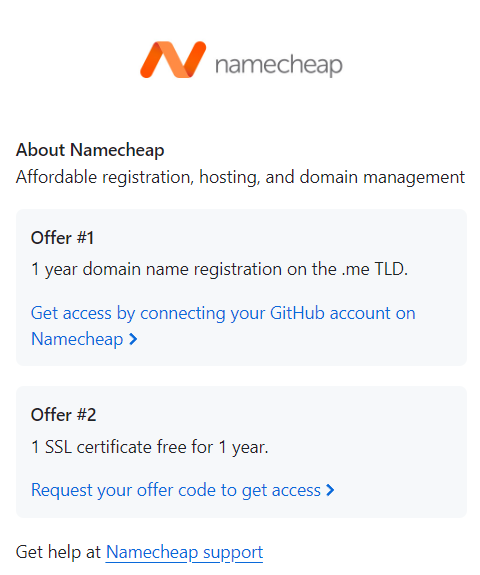 namecheap
About Namecheap
Affordable registration, hosting, and domain management
Offer #1
1 year domain name registration on the .me TLD.
Get access by connecting your GitHub account on
Namecheap
Offer #2
1 SSL certificate free for 1 year.
Request your offer code to get access
Get help at Namecheap support